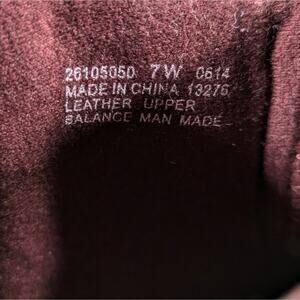 26105050 7W 0614
MADE IN CHINA 13276
LEATHER UPPER
BALANCE MAN MADE